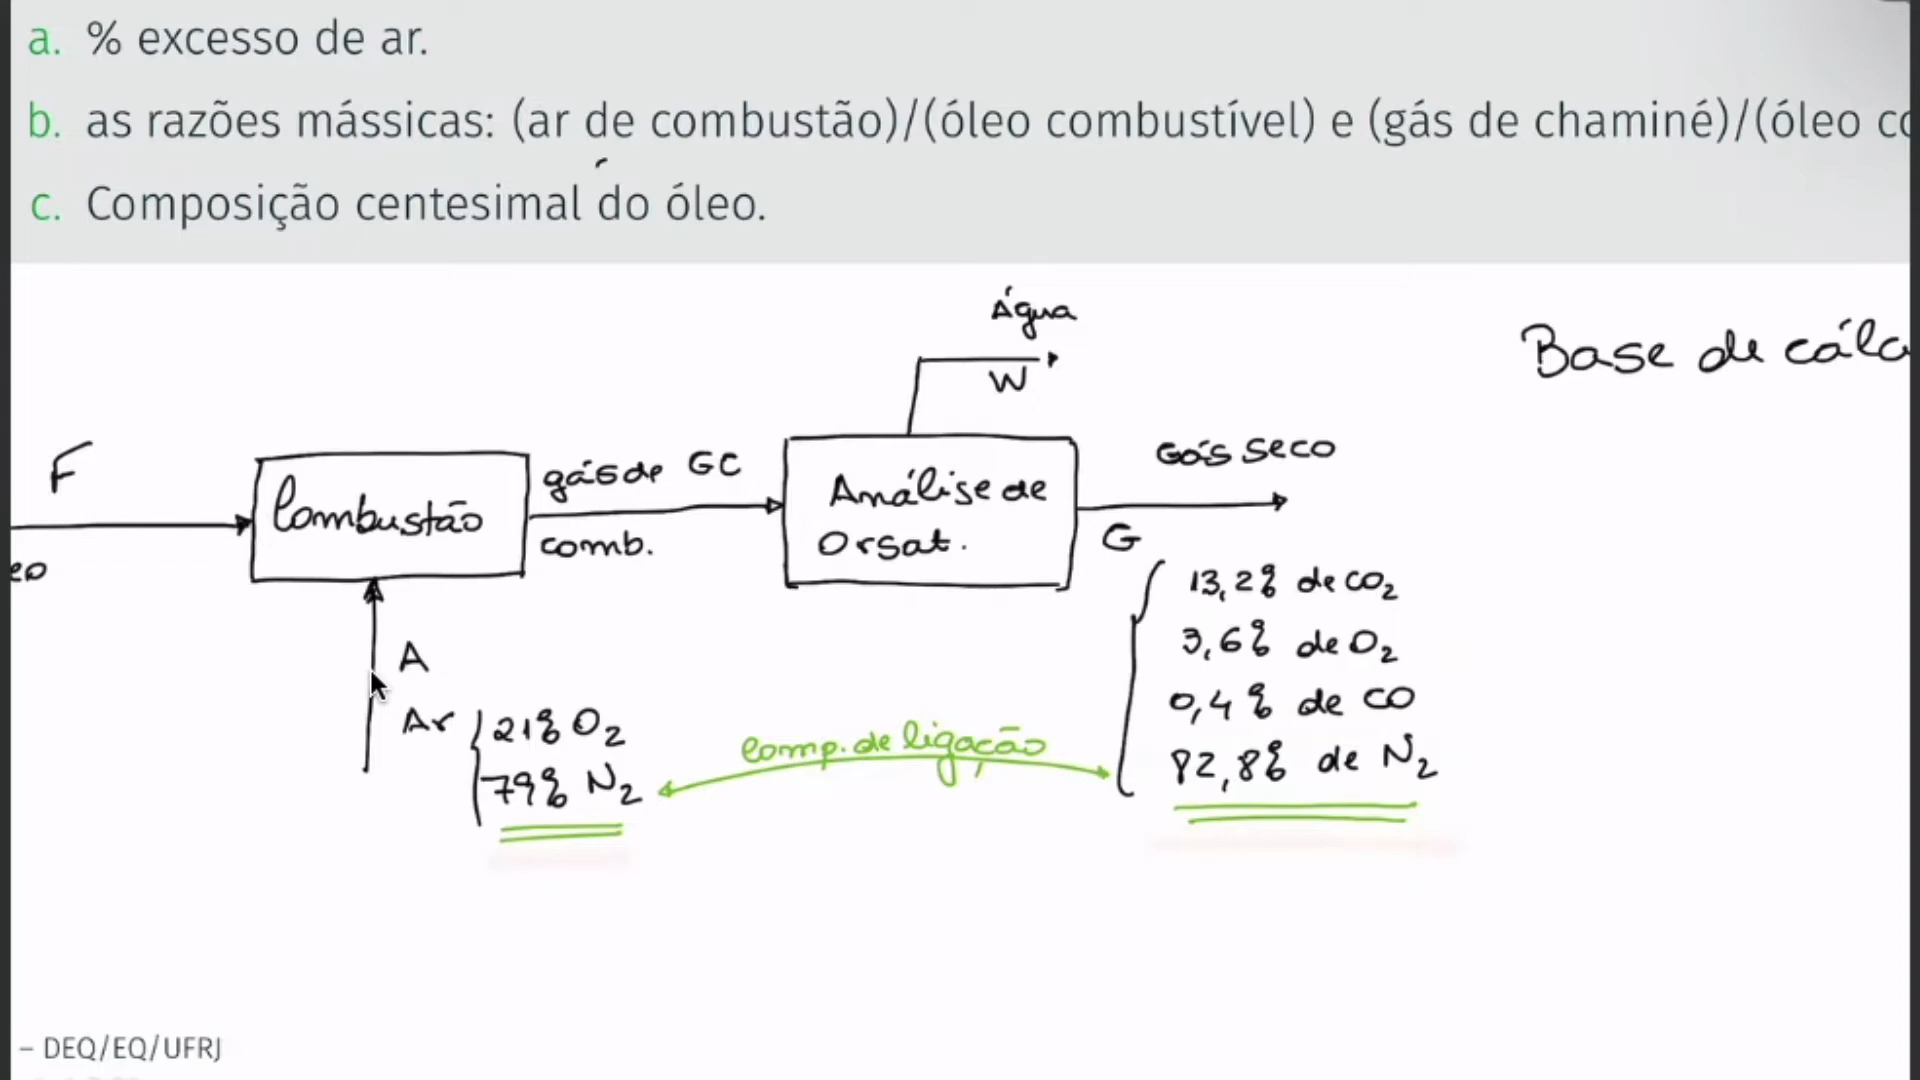 a. % excesso de ar.
b. as razões mássicas: (ar de combustão)/(óleo combustível) e (gás de chaminé)/(óleo co
c. Composição centesimal do óleo.
Água
W
Base de cálc
F
Combustão
eo
gás de GC
comb.
Análise de
Orsat.
Gás seco
G
13,2% de CO2
3,6% de O2
0,4% de CO
82,8% de N2
A
Ar
21% O2
79% N2
Comp. de ligação
– DEQ/EQ/UFRJ